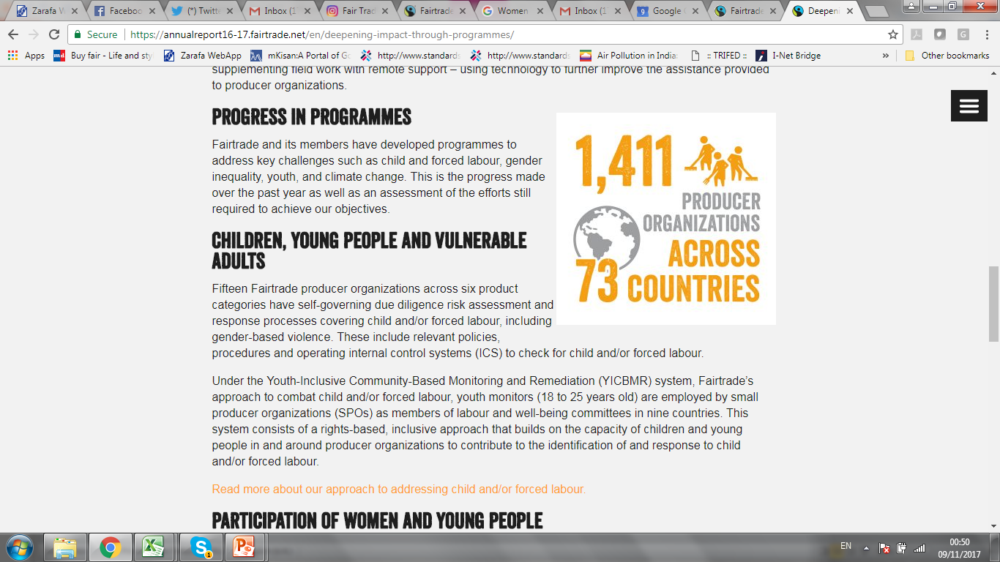 Zarafa W
Facebook
(*) Twitte
Inbox (1
Fair Trad
Fairtrade
Women
Inbox (1
Google
Fairtrade
Deepeni
Secure
https://annualreport16-17.fairtrade.net/en/deepening-impact-through-programmes/
Apps
Buy fair - Life and sty
Zarafa WebApp
mKisan:A Portal of Go
http://www.standards
http://www.standards
Air Pollution in India:
:: TRIFED ::
I-Net Bridge
»
Other bookmarks
supplementing field work with remote support – using technology to further improve the assistance provided
to producer organizations.
PROGRESS IN PROGRAMMES
Fairtrade and its members have developed programmes to
address key challenges such as child and forced labour, gender
inequality, youth, and climate change. This is the progress made
over the past year as well as an assessment of the efforts still
required to achieve our objectives.
1,411
PRODUCER
ORGANIZATIONS
ACROSS
73 COUNTRIES
CHILDREN, YOUNG PEOPLE AND VULNERABLE
ADULTS
Fifteen Fairtrade producer organizations across six product
categories have self-governing due diligence risk assessment and
response processes covering child and/or forced labour, including
gender-based violence. These include relevant policies,
procedures and operating internal control systems (ICS) to check for child and/or forced labour.
Under the Youth-Inclusive Community-Based Monitoring and Remediation (YICBMR) system, Fairtrade’s
approach to combat child and/or forced labour, youth monitors (18 to 25 years old) are employed by small
producer organizations (SPOs) as members of labour and well-being committees in nine countries. This
system consists of a rights-based, inclusive approach that builds on the capacity of children and young
people in and around producer organizations to contribute to the identification of and response to child
and/or forced labour.
Read more about our approach to addressing child and/or forced labour.
PARTICIPATION OF WOMEN AND YOUNG PEOPLE
EN
00:50
09/11/2017